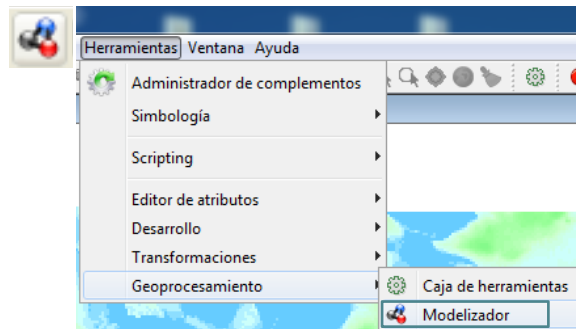 Herramientas Ventana Ayuda
Administrador de complementos
Simbología
Scripting
Editor de atributos
Desarrollo
Transformaciones
Geoprocesamiento
Caja de herramientas
Modelizador